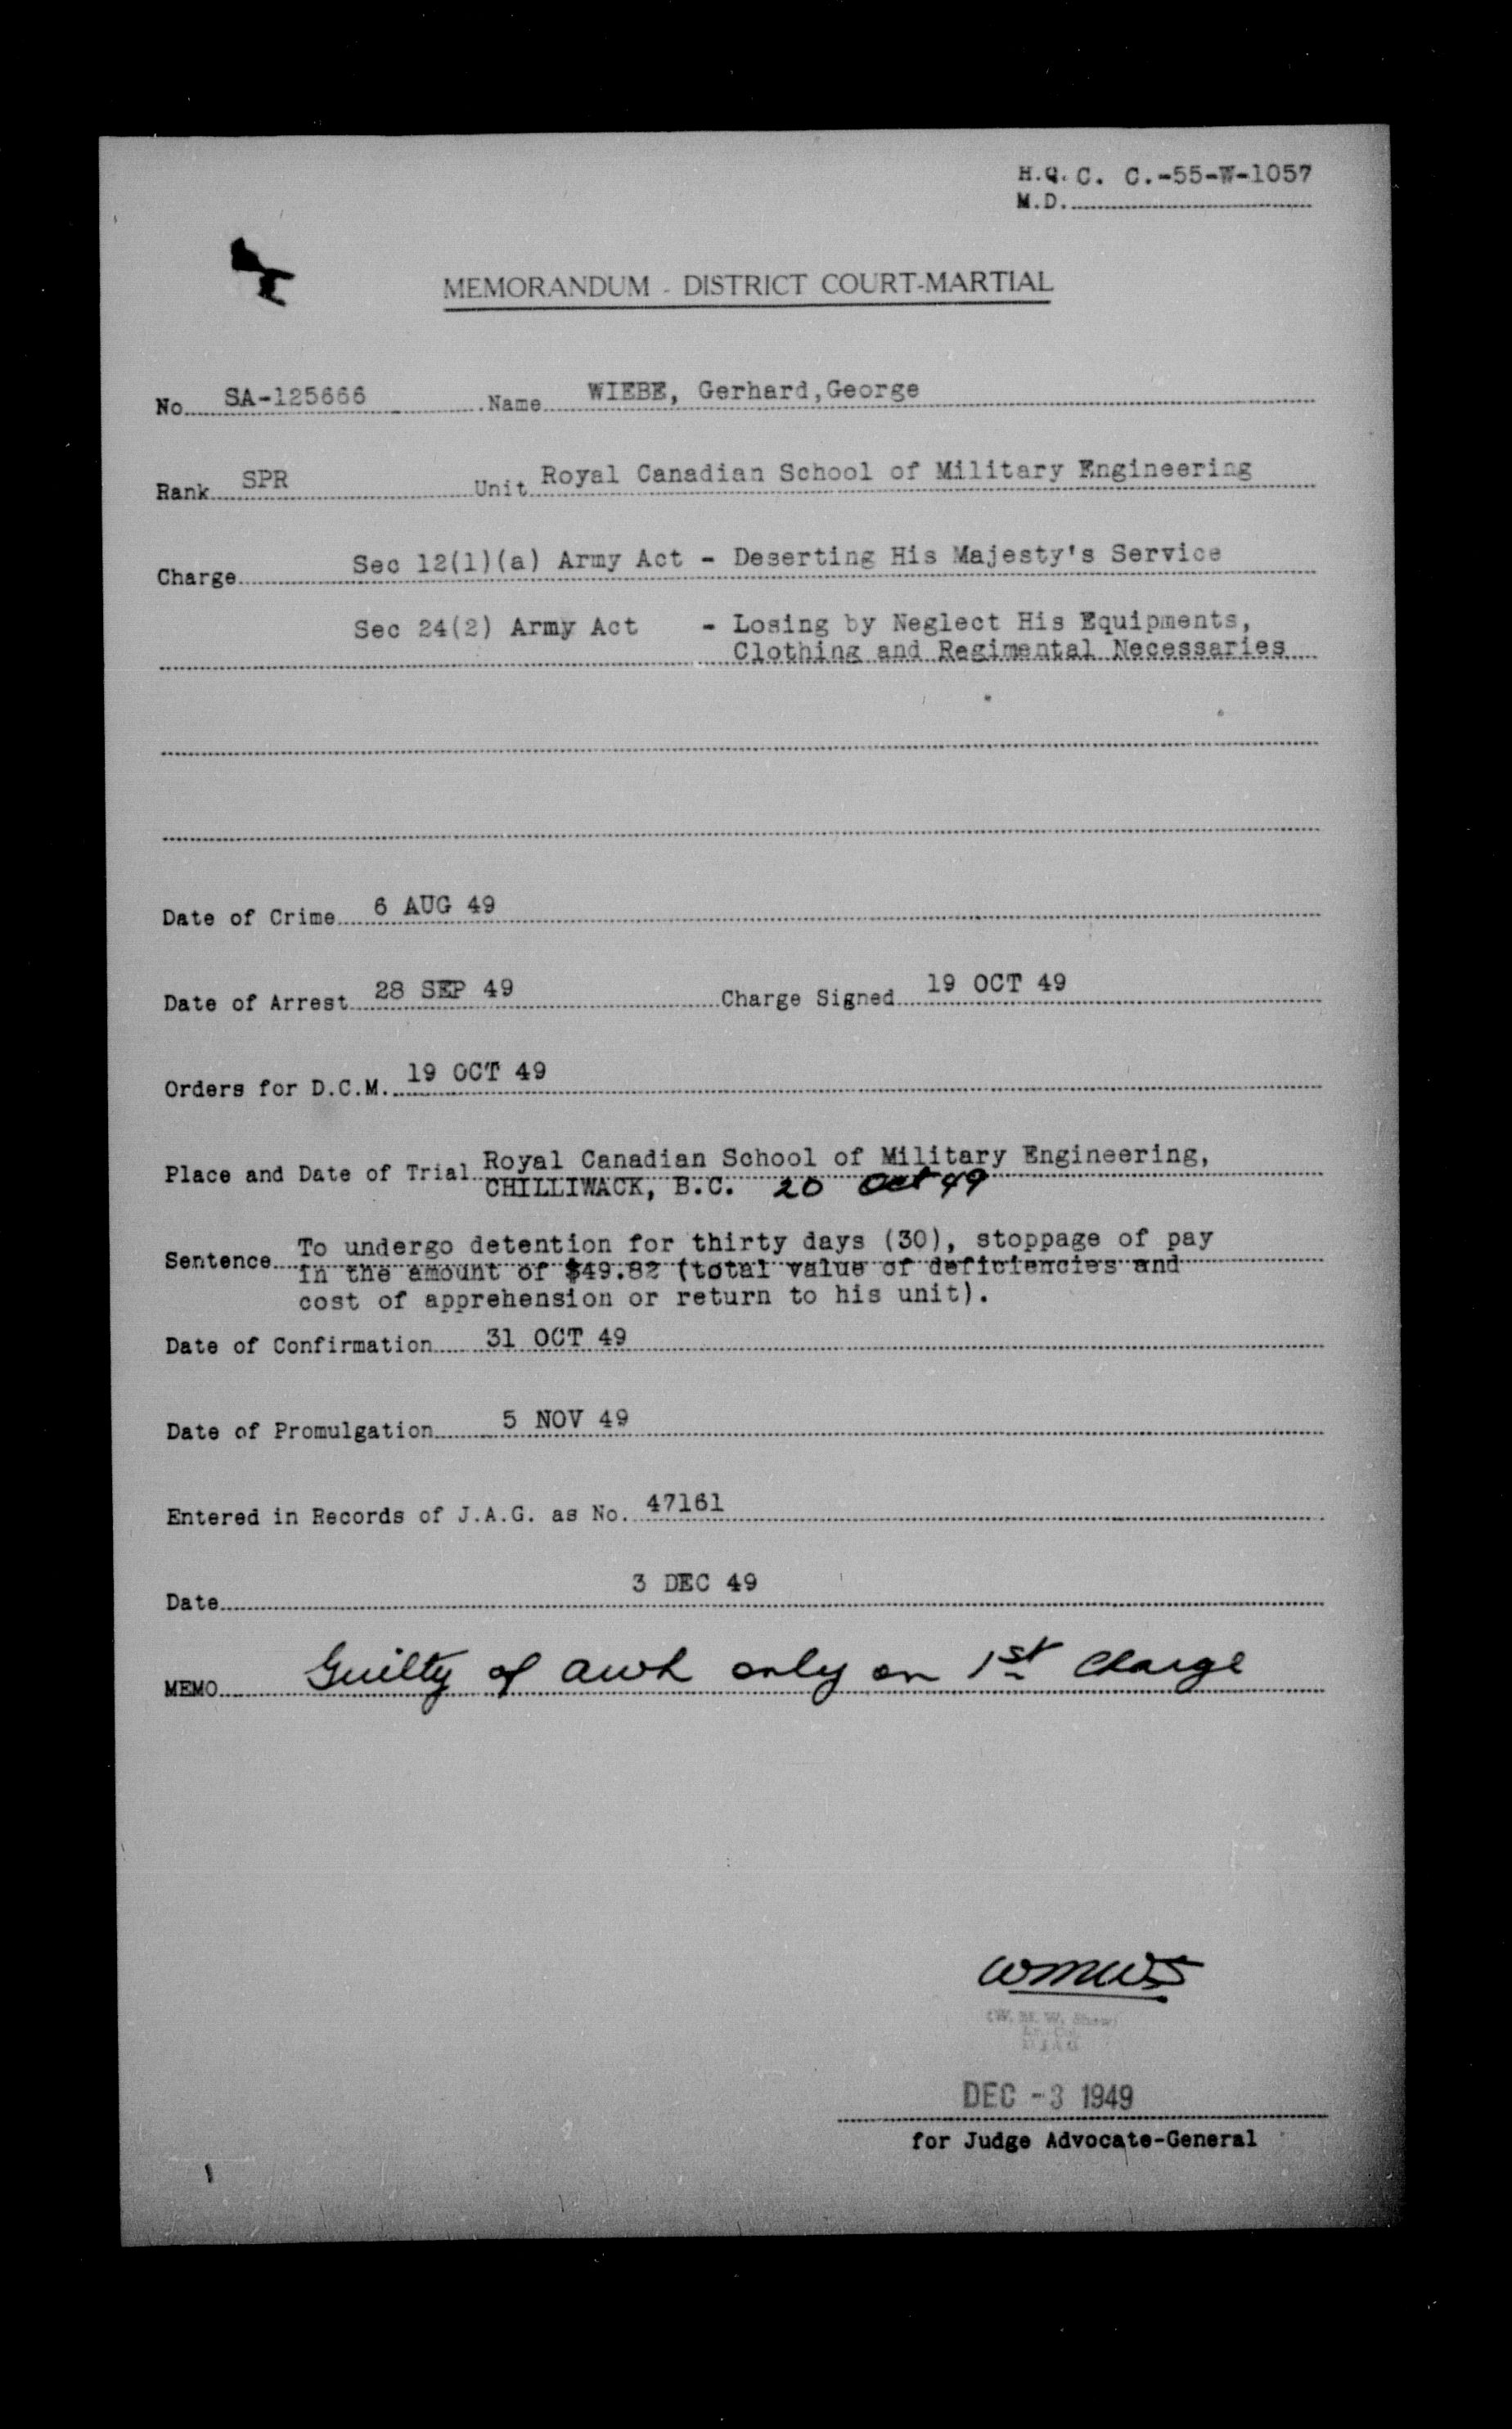 H.Q. C. C.-55-W-1057
M.D.
MEMORANDUM - DISTRICT COURT-MARTIAL
No. SA-125666 Name WIEBE, Gerhard,George
Rank SPR Unit Royal Canadian School of Military Engineering
Charge Sec 12(1)(a) Army Act - Deserting His Majesty's Service
Sec 24(2) Army Act - Losing by Neglect His Equipments,
Clothing and Regimental Necessaries
Date of Crime 6 AUG 49
Date of Arrest 28 SEP 49 Charge Signed 19 OCT 49
Orders for D.C.M. 19 OCT 49
Place and Date of Trial Royal Canadian School of Military Engineering,
CHILLIWACK, B.C. 20 Oct 49
Sentence To undergo detention for thirty days (30), stoppage of pay
in the amount of $49.82 (total value of deficiencies and
cost of apprehension or return to his unit).
Date of Confirmation 31 OCT 49
Date of Promulgation 5 NOV 49
Entered in Records of J.A.G. as No. 47161
Date 3 DEC 49
MEMO Guilty of awl only on 1st charge
WMWS
(W. M. W. Shaw)
Lt.-Col.
DEC -3 1949
for Judge Advocate-General